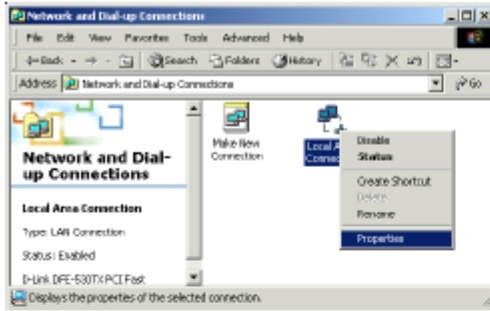 Network and Dial-up Connections
File Edit View Favorites Tools Advanced Help
Back Search Folders History
Address Network and Dial-up Connections Go
Network and Dial-up Connections
Make New Connection
Local A
Connec
Disable
Status
Create Shortcut
Delete
Rename
Properties
Local Area Connection
Type: LAN Connection
Status: Enabled
D-Link DFE-530TX PCI Fast
Displays the properties of the selected connection.